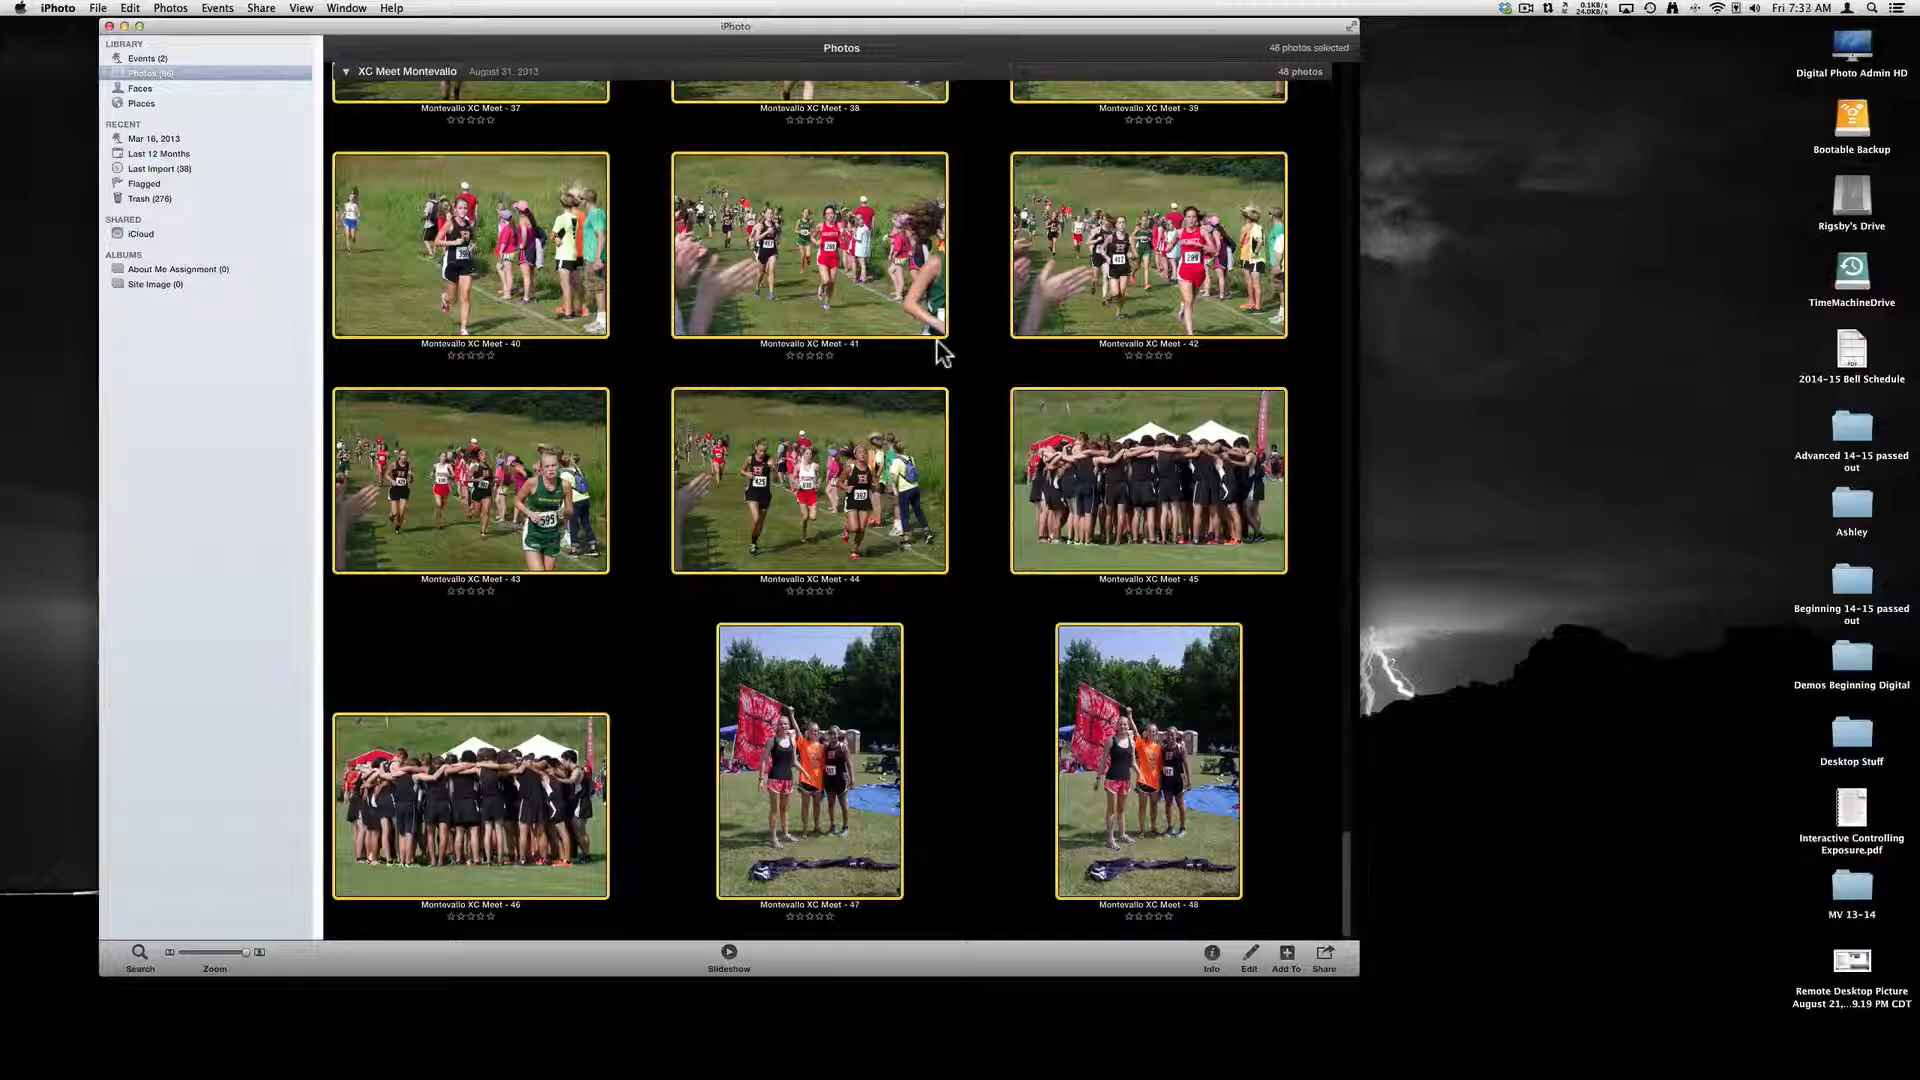 iPhoto File Edit Photos Events Share View Window Help
0.1KB/s
24.0KB/s
Fri 7:33 AM
iPhoto
LIBRARY
Events (2)
Photos (86)
Faces
Places
RECENT
Mar 16, 2013
Last 12 Months
Last Import (38)
Flagged
Trash (276)
SHARED
iCloud
ALBUMS
About Me Assignment (0)
Site Image (0)
Photos
48 photos selected
XC Meet Montevallo August 31, 2013
48 photos
Montevallo XC Meet - 37
Montevallo XC Meet - 38
Montevallo XC Meet - 39
Montevallo XC Meet - 40
Montevallo XC Meet - 41
Montevallo XC Meet - 42
Montevallo XC Meet - 43
Montevallo XC Meet - 44
Montevallo XC Meet - 45
Montevallo XC Meet - 46
Montevallo XC Meet - 47
Montevallo XC Meet - 48
595
Search
Zoom
Slideshow
Info
Edit
Add To
Share
Digital Photo Admin HD
Bootable Backup
Rigsby's Drive
TimeMachineDrive
PDF
2014-15 Bell Schedule
Advanced 14-15 passed
out
Ashley
Beginning 14-15 passed
out
Demos Beginning Digital
Desktop Stuff
Interactive Controlling
Exposure.pdf
MV 13-14
Remote Desktop Picture
August 21,...9.19 PM CDT